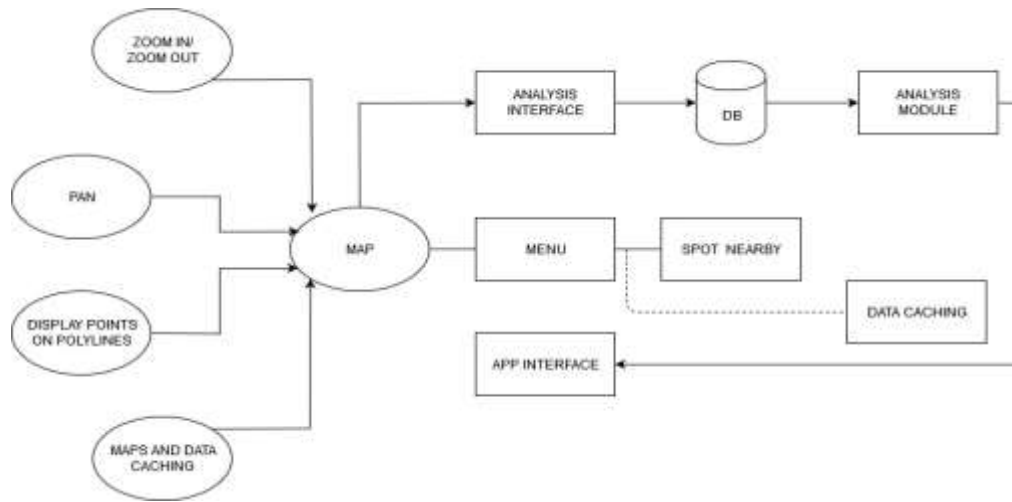 ZOOM IN/
ZOOM OUT
ANALYSIS
INTERFACE
DB
ANALYSIS
MODULE
PAN
MAP
MENU
SPOT NEARBY
DISPLAY POINTS
ON POLYLINES
DATA CACHING
APP INTERFACE
MAPS AND DATA
CACHING